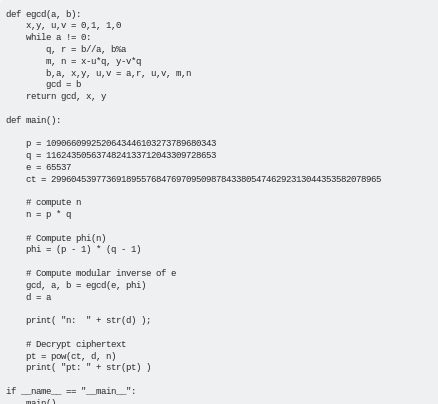 def egcd(a, b):
    x,y, u,v = 0,1, 1,0
    while a != 0:
        q, r = b//a, b%a
        m, n = x-u*q, y-v*q
        b,a, x,y, u,v = a,r, u,v, m,n
        gcd = b
    return gcd, x, y
def main():
    p = 1090660992520643446103273789680343
    q = 1162435056374824133712043309728653
    e = 65537
    ct = 299604539773691895576847697095098784338054746292313044353582078965
    # compute n
    n = p * q
    # Compute phi(n)
    phi = (p - 1) * (q - 1)
    # Compute modular inverse of e
    gcd, a, b = egcd(e, phi)
    d = a
    print( "n:  " + str(d) );
    # Decrypt ciphertext
    pt = pow(ct, d, n)
    print( "pt: " + str(pt) )
if __name__ == "__main__":
    main()